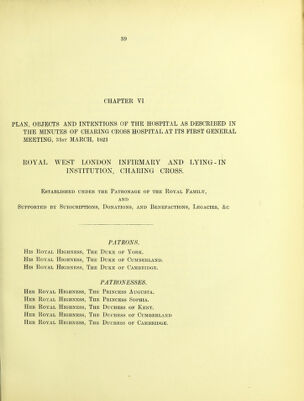 39
CHAPTER VI
PLAN, OBJECTS AND INTENTIONS OF THE HOSPITAL AS DESCRIBED IN
THE MINUTES OF CHARING CROSS HOSPITAL AT ITS FIRST GENERAL
MEETING, 31ST MARCH, 1821
ROYAL WEST LONDON INFIRMARY AND LYING-IN
INSTITUTION, CHARING CROSS.
ESTABLISHED UNDER THE PATRONAGE OF THE ROYAL FAMILY,
AND
SUPPORTED BY SUBSCRIPTIONS, DONATIONS, AND BENEFACTIONS, LEGACIES, &c
PATRONS.
HIS ROYAL HIGHNESS, THE DUKE OF YORK.
HIS ROYAL HIGHNESS, THE DUKE OF CUMBERLAND.
HIS ROYAL HIGHNESS, THE DUKE OF CAMBRIDGE.
PATRONESSES.
HER ROYAL HIGHNESS, THE PRINCESS AUGUSTA.
HER ROYAL HIGHNESS, THE PRINCESS SOPHIA.
HER ROYAL HIGHNESS, THE DUCHESS OF KENT.
HER ROYAL HIGHNESS, THE DUCHESS OF CUMBERLAND
HER ROYAL HIGHNESS, THE DUCHESS OF CAMBRIDGE.